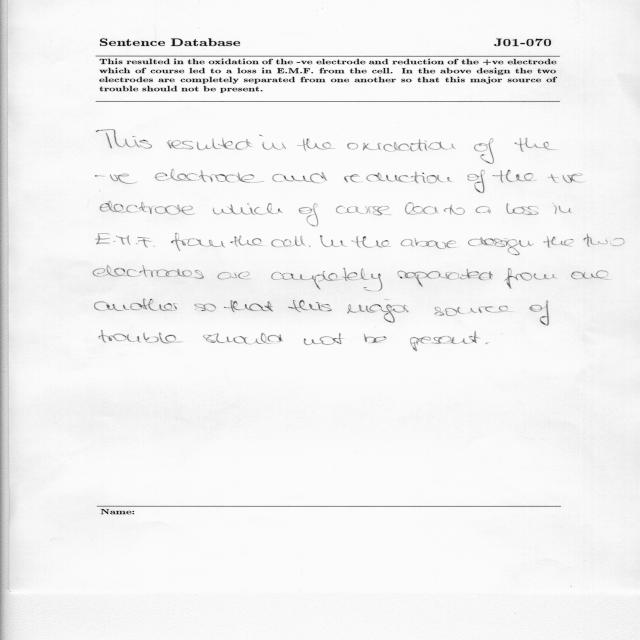 Sentence Database J01-070
This resulted in the oxidation of the -ve electrode and reduction of the +ve electrode
which of course led to a loss in E.M.F. from the cell. In the above design the two
electrodes are completely separated from one another so that this major source of
trouble should not be present.
This resulted in the oxidation of the
-ve electrode and reduction of the +ve
electrode which of course lead to a loss in
E.M.F. from the cell. In the above design the two
electrodes are completely separated from one
another so that this major source of
trouble should not be present.
Name: